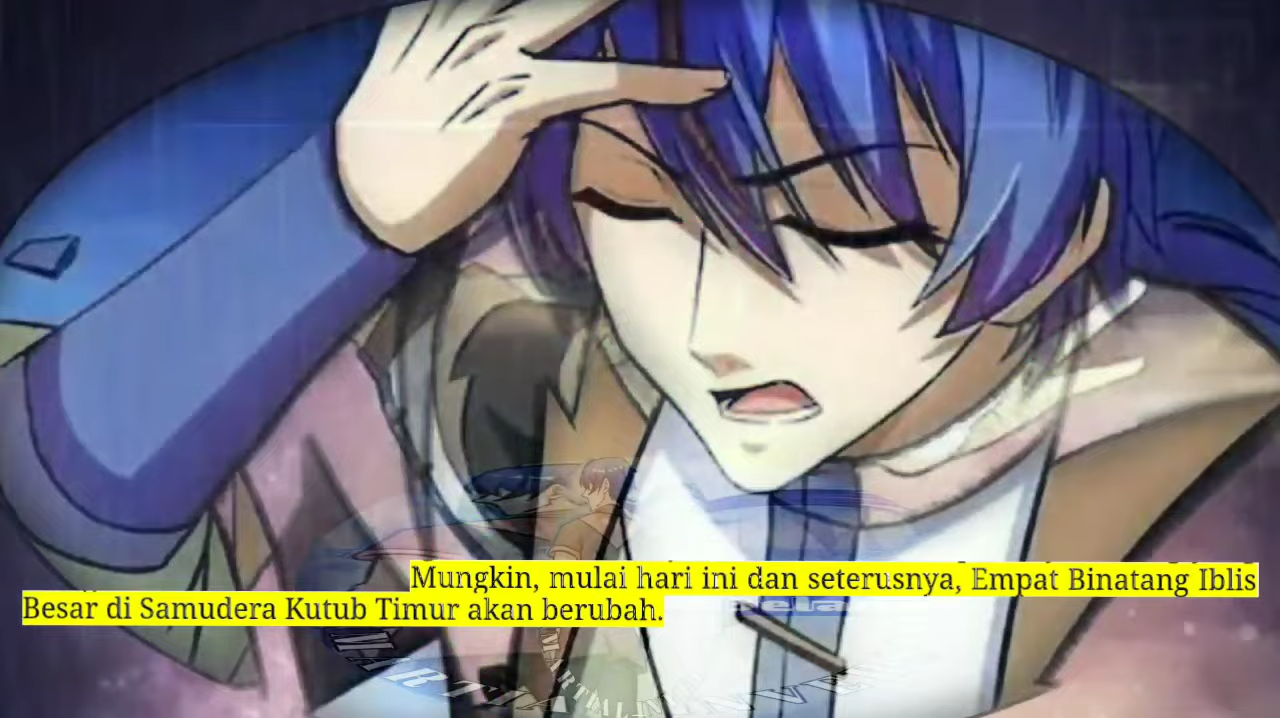 Mungkin, mulai hari ini dan seterusnya, Empat Binatang Iblis
Besar di Samudera Kutub Timur akan berubah.